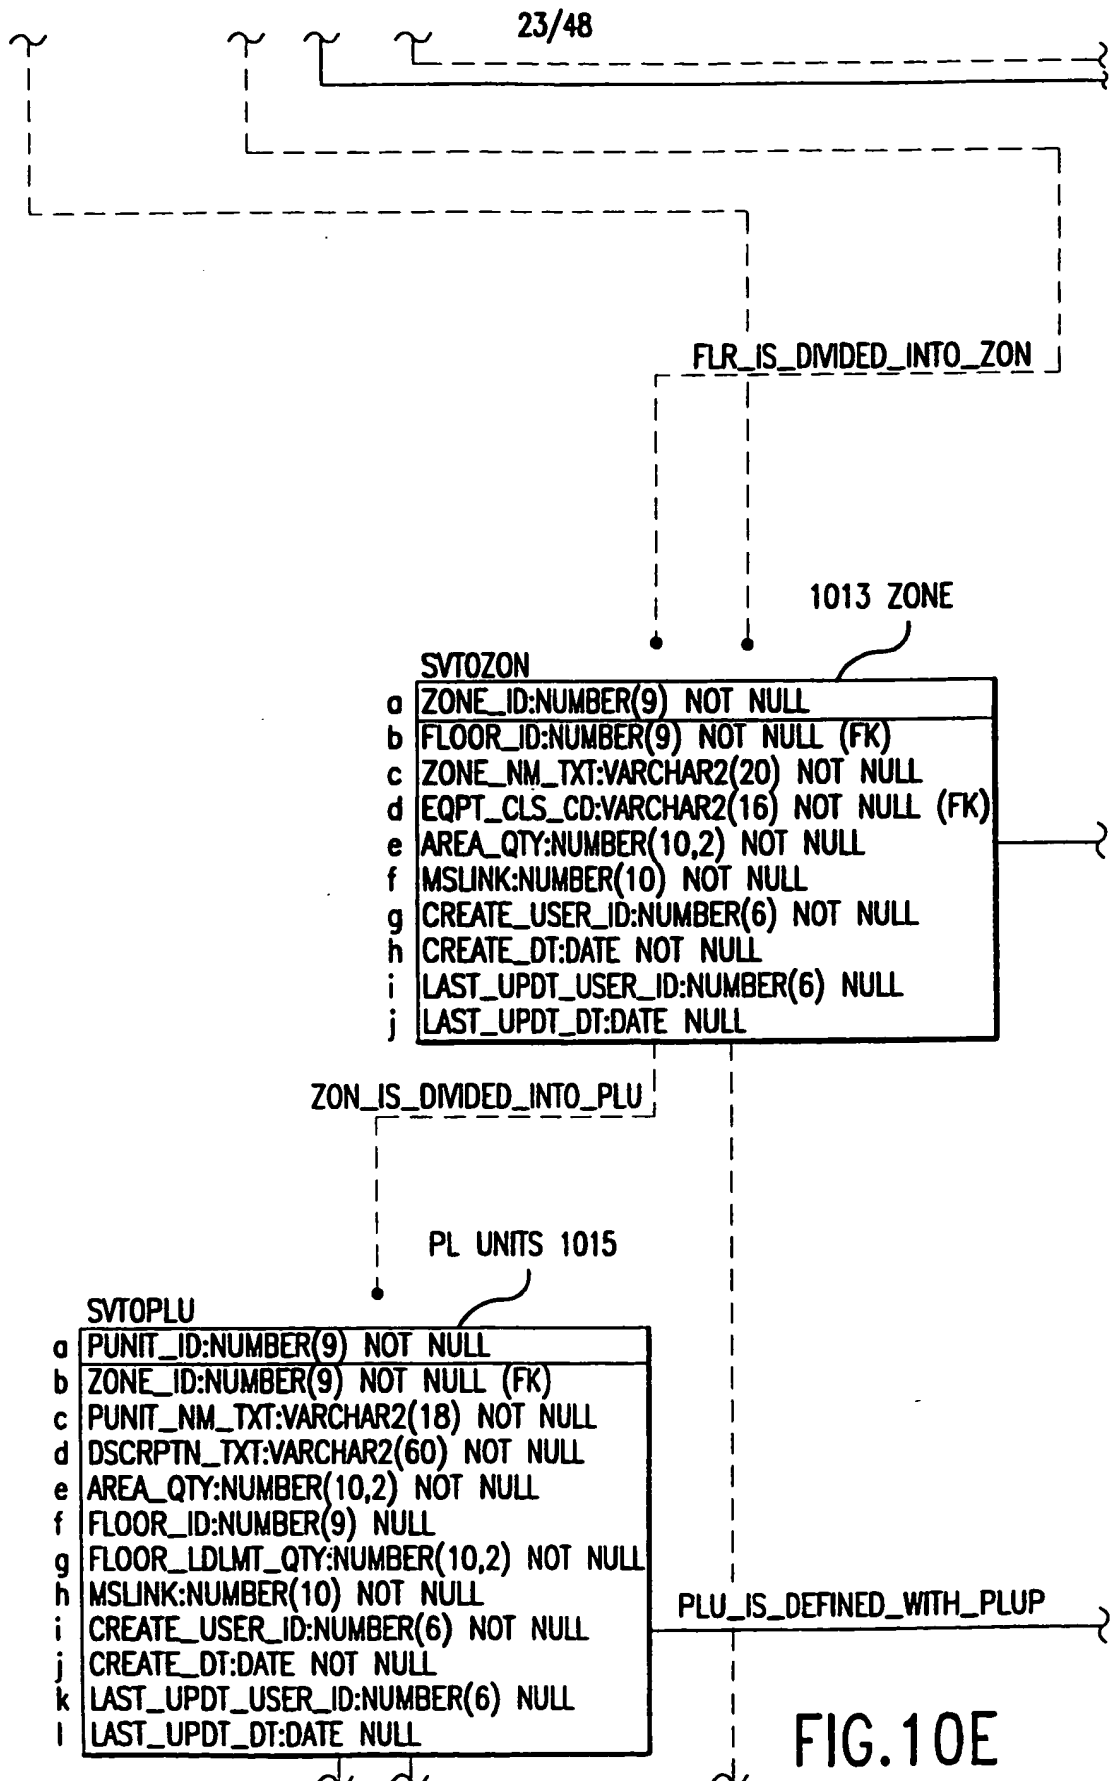 23/48
FLR_IS_DIVIDED_INTO_ZON
1013 ZONE
SVTOZON
a ZONE_ID:NUMBER(9) NOT NULL
b FLOOR_ID:NUMBER(9) NOT NULL (FK)
c ZONE_NM_TXT:VARCHAR2(20) NOT NULL
d EQPT_CLS_CD:VARCHAR2(16) NOT NULL (FK)
e AREA_QTY:NUMBER(10,2) NOT NULL
f MSLINK:NUMBER(10) NOT NULL
g CREATE_USER_ID:NUMBER(6) NOT NULL
h CREATE_DT:DATE NOT NULL
i LAST_UPDT_USER_ID:NUMBER(6) NULL
j LAST_UPDT_DT:DATE NULL
ZON_IS_DIVIDED_INTO_PLU
PL UNITS 1015
SVTOPLU
a PUNIT_ID:NUMBER(9) NOT NULL
b ZONE_ID:NUMBER(9) NOT NULL (FK)
c PUNIT_NM_TXT:VARCHAR2(18) NOT NULL
d DSCRPTN_TXT:VARCHAR2(60) NOT NULL
e AREA_QTY:NUMBER(10,2) NOT NULL
f FLOOR_ID:NUMBER(9) NULL
g FLOOR_LDLMT_QTY:NUMBER(10,2) NOT NULL
h MSLINK:NUMBER(10) NOT NULL
i CREATE_USER_ID:NUMBER(6) NOT NULL
j CREATE_DT:DATE NOT NULL
k LAST_UPDT_USER_ID:NUMBER(6) NULL
l LAST_UPDT_DT:DATE NULL
PLU_IS_DEFINED_WITH_PLUP
FIG.10E